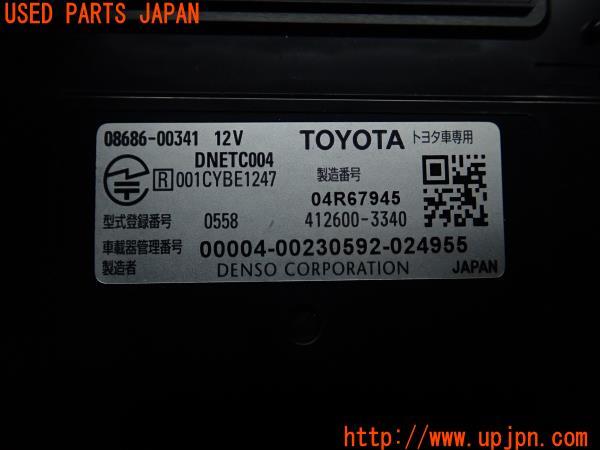 USED PARTS JAPAN
08686-00341 12V TOYOTA トヨタ車専用
DNETC004 製造番号
R 001CYBE1247 04R67945
型式登録番号 0558 412600-3340
車載器管理番号 00004-00230592-024955
製造者 DENSO CORPORATION JAPAN
UPJ
http://www.upjpn.com